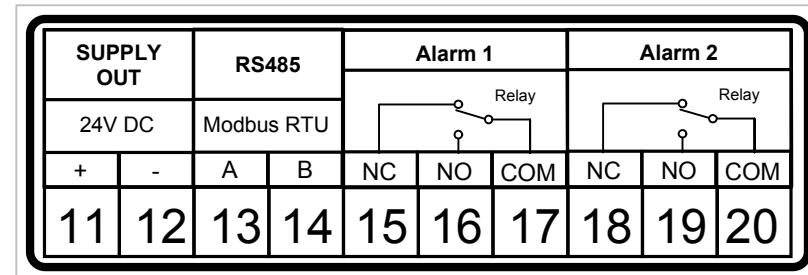 SUPPLY OUT
RS485
Alarm 1
Alarm 2
24V DC
Modbus RTU
Relay
Relay
+ - A B NC NO COM NC NO COM
11 12 13 14 15 16 17 18 19 20